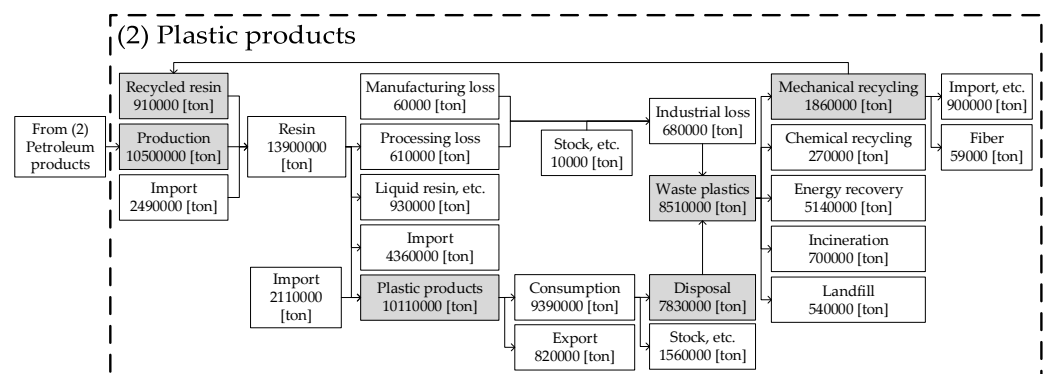 (2) Plastic products
From (2)
Petroleum
products
Recycled resin
910000 [ton]
Production
10500000 [ton]
Import
2490000 [ton]
Resin
13900000
[ton]
Import
2110000
[ton]
Manufacturing loss
60000 [ton]
Processing loss
610000 [ton]
Liquid resin, etc.
930000 [ton]
Import
4360000 [ton]
Plastic products
10110000 [ton]
Stock, etc.
10000 [ton]
Consumption
9390000 [ton]
Export
820000 [ton]
Industrial loss
680000 [ton]
Waste plastics
8510000 [ton]
Disposal
7830000 [ton]
Stock, etc.
1560000 [ton]
Mechanical recycling
1860000 [ton]
Chemical recycling
270000 [ton]
Energy recovery
5140000 [ton]
Incineration
700000 [ton]
Landfill
540000 [ton]
Import, etc.
900000 [ton]
Fiber
59000 [ton]